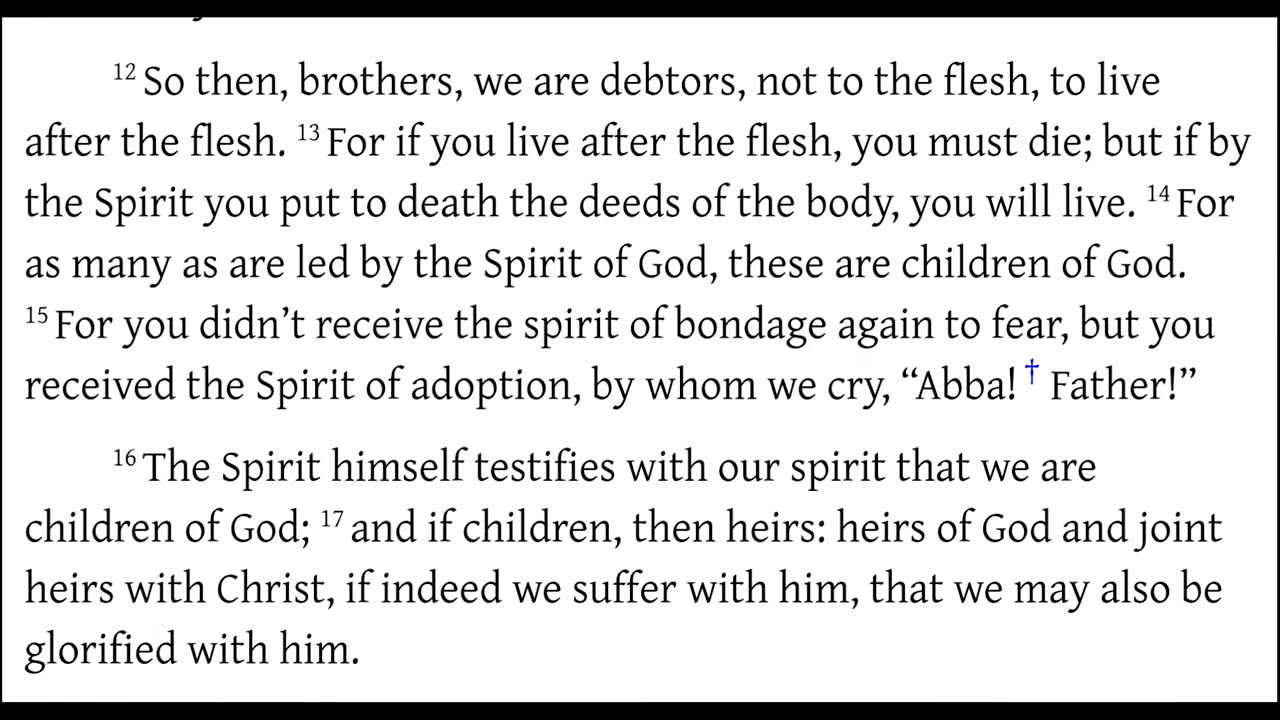 12 So then, brothers, we are debtors, not to the flesh, to live
after the flesh. 13 For if you live after the flesh, you must die; but if by
the Spirit you put to death the deeds of the body, you will live. 14 For
as many as are led by the Spirit of God, these are children of God.
15 For you didn’t receive the spirit of bondage again to fear, but you
received the Spirit of adoption, by whom we cry, “Abba! † Father!”
16 The Spirit himself testifies with our spirit that we are
children of God; 17 and if children, then heirs: heirs of God and joint
heirs with Christ, if indeed we suffer with him, that we may also be
glorified with him.